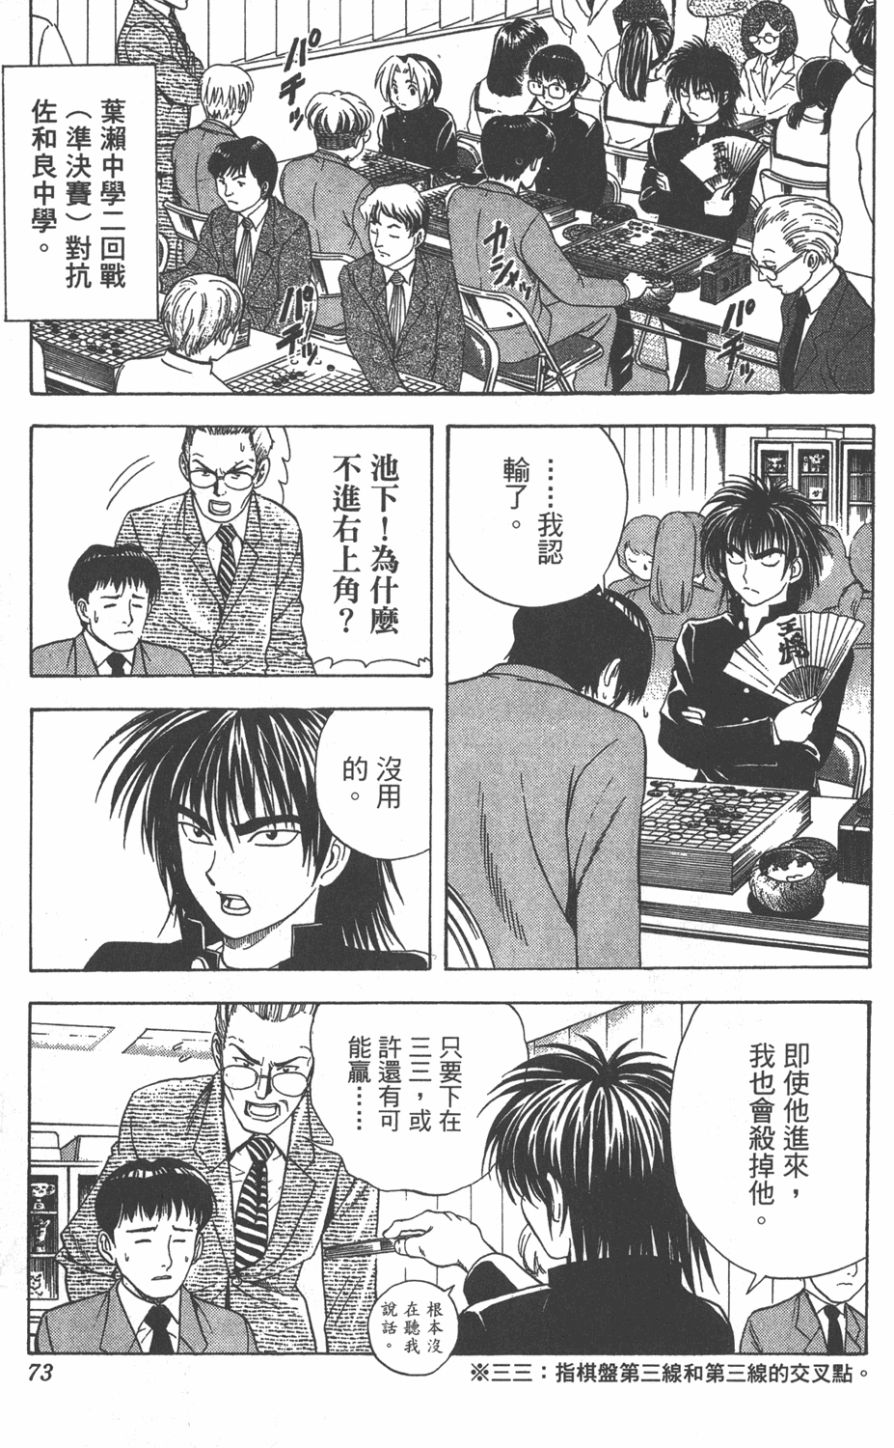 葉瀨中學二回戰
（準決賽）對抗
佐和良中學。
パチッ
王将
カシャッ
パチッ
パチッ
……我認
輸了。
王将
池下！為什麼
不進右上角？
沒用
的。
即使他進來，
我也會殺掉他。
只要下在
三三，或
許還有可
能贏……
根本沒
在聽我
說話。
※三三：指棋盤第三線和第三線的交叉點。
73